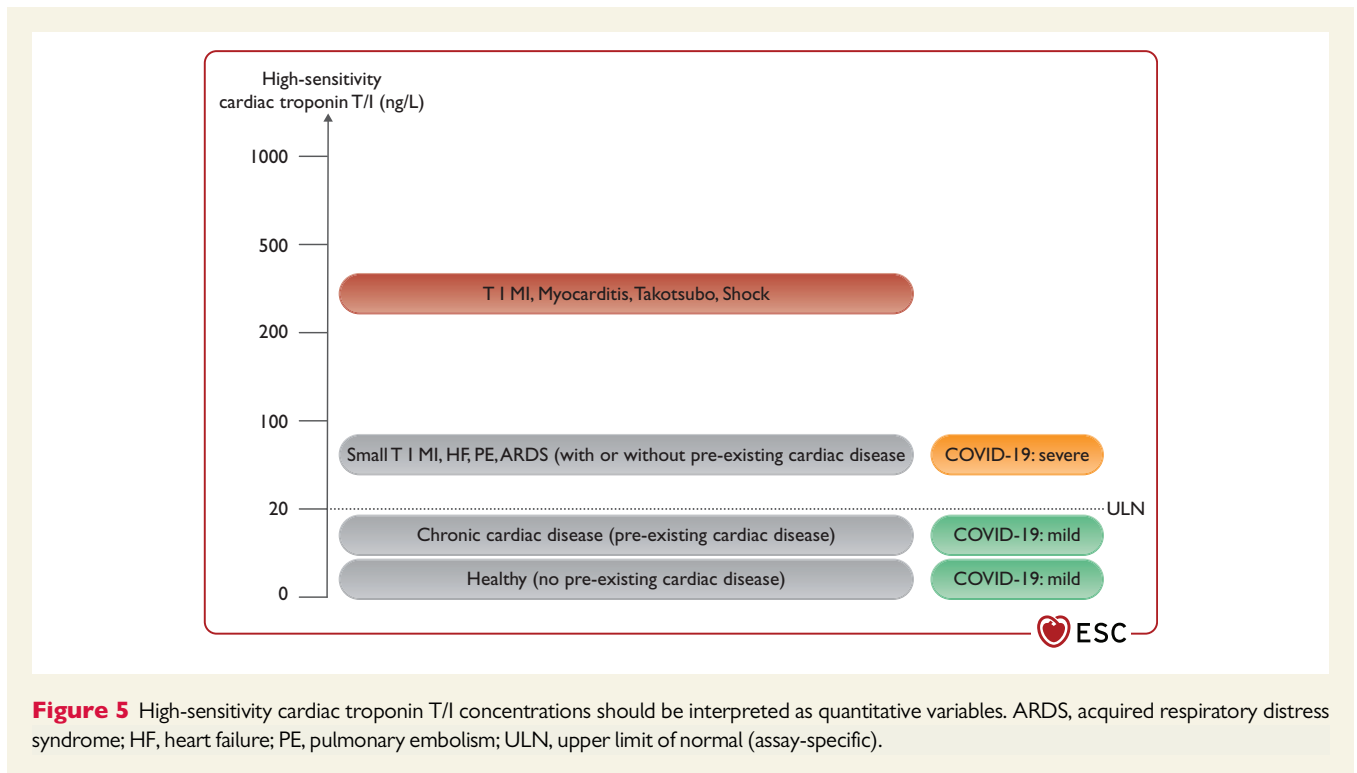 High-sensitivity
cardiac troponin T/I (ng/L)
1000
500
T 1 MI, Myocarditis, Takotsubo, Shock
200
100
Small T 1 MI, HF, PE, ARDS (with or without pre-existing cardiac disease
COVID-19: severe
20
ULN
Chronic cardiac disease (pre-existing cardiac disease)
COVID-19: mild
Healthy (no pre-existing cardiac disease)
COVID-19: mild
0
ESC
Figure 5 High-sensitivity cardiac troponin T/I concentrations should be interpreted as quantitative variables. ARDS, acquired respiratory distress
syndrome; HF, heart failure; PE, pulmonary embolism; ULN, upper limit of normal (assay-specific).